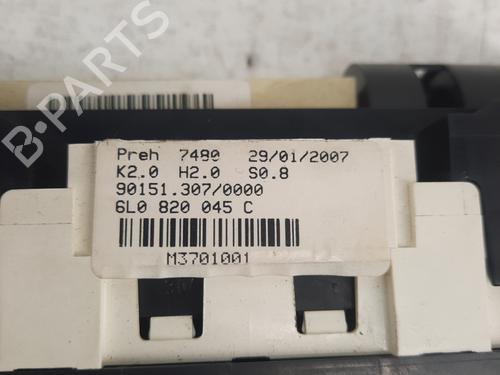 Preh 7480 29/01/2007
K2.0 H2.0 S0.8
90151.307/0000
6L0 820 045 C
M3701001
B-PARTS